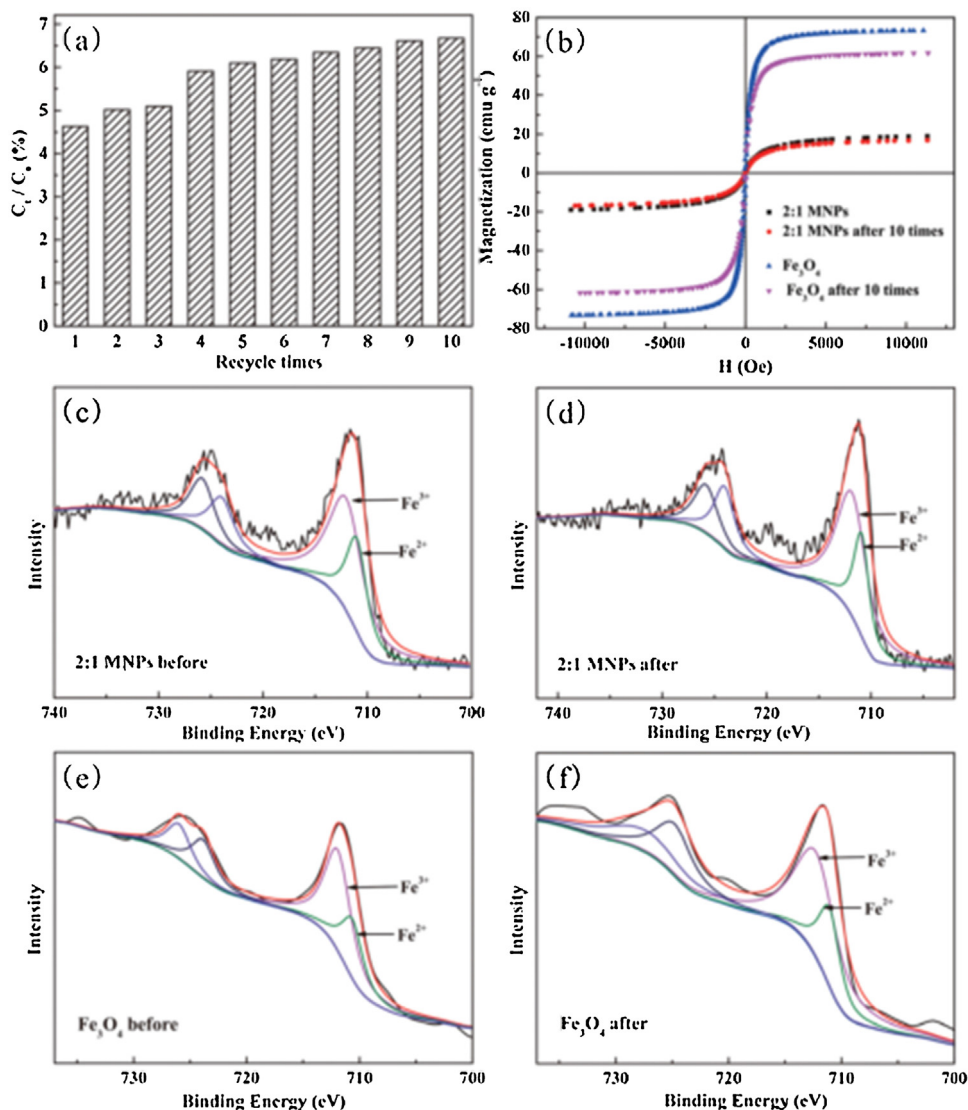 (a)
7
6
5
4
3
2
1
0
C_t / C_0 (%)
1 2 3 4 5 6 7 8 9 10
Recycle times
(b)
80
60
40
20
0
-20
-40
-60
-80
Magnetization (emu g⁻¹)
2:1 MNPs
2:1 MNPs after 10 times
Fe₃O₄
Fe₃O₄ after 10 times
-10000 -5000 0 5000 10000
H (Oe)
(c)
Fe³⁺
Fe²⁺
Intensity
2:1 MNPs before
740 730 720 710 700
Binding Energy (eV)
(d)
Fe³⁺
Fe²⁺
Intensity
2:1 MNPs after
740 730 720 710
Binding Energy (eV)
(e)
Fe³⁺
Fe²⁺
Intensity
Fe₃O₄ before
730 720 710 700
Binding Energy (eV)
(f)
Fe³⁺
Fe²⁺
Intensity
Fe₃O₄ after
730 720 710 700
Binding Energy (eV)